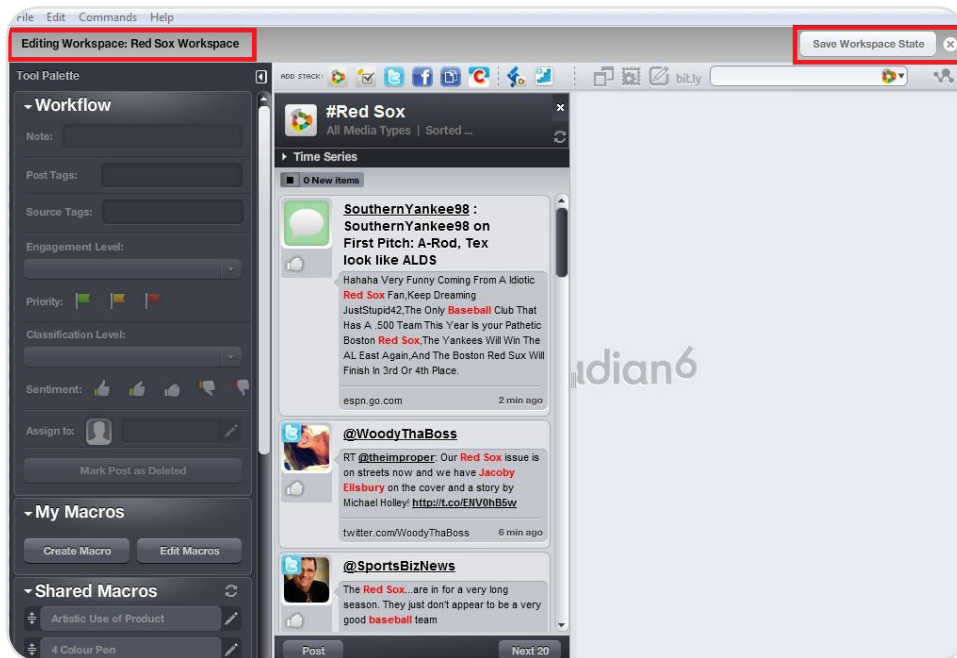 File Edit Commands Help
Editing Workspace: Red Sox Workspace
Save Workspace State
Tool Palette
ADD STACK:
bit.ly
Workflow
Note:
Post Tags:
Source Tags:
Engagement Level:
Priority:
Classification Level:
Sentiment:
Assign to:
Mark Post as Deleted
My Macros
Create Macro Edit Macros
Shared Macros
Artistic Use of Product
4 Colour Pen
#Red Sox
All Media Types | Sorted ...
Time Series
0 New items
SouthernYankee98 :
SouthernYankee98 on
First Pitch: A-Rod, Tex
look like ALDS
Hahaha Very Funny Coming From A Idiotic
Red Sox Fan,Keep Dreaming
JustStupid42,The Only Baseball Club That
Has A .500 Team This Year Is your Pathetic
Boston Red Sox,The Yankees Will Win The
AL East Again,And The Boston Red Sux Will
Finish In 3rd Or 4th Place.
espn.go.com 2 min ago
@WoodyThaBoss
RT @theimproper: Our Red Sox issue is
on streets now and we have Jacoby
Ellsbury on the cover and a story by
Michael Holley! http://t.co/ENV0hB5w
twitter.com/WoodyThaBoss 6 min ago
@SportsBizNews
The Red Sox...are in for a very long
season. They just don't appear to be a very
good baseball team
Post Next 20
udian6